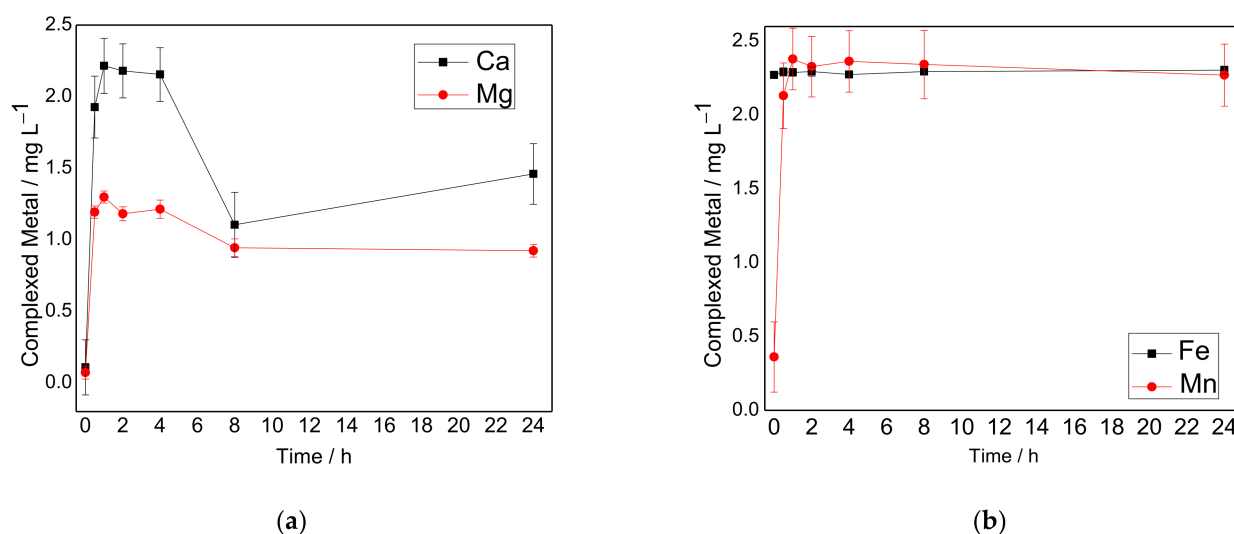 2.5
2.0
1.5
1.0
0.5
0.0
Complexed Metal / mg L⁻¹
Ca
Mg
0 2 4 6 8 10 12 14 16 18 20 22 24
Time / h
(a)
2.5
2.0
1.5
1.0
0.5
0.0
Complexed Metal / mg L⁻¹
Fe
Mn
0 2 4 6 8 10 12 14 16 18 20 22 24
Time / h
(b)